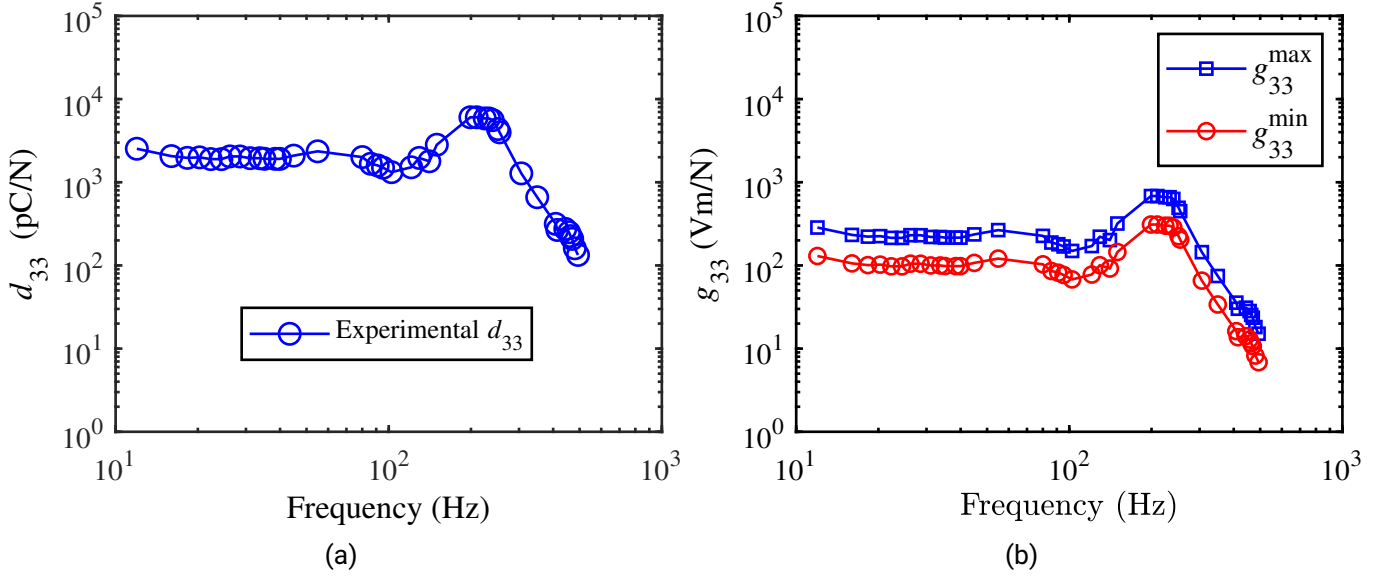 10^5
10^4
10^3
10^2
10^1
10^0
d_33 (pC/N)
Experimental d_33
10^1 10^2 10^3
Frequency (Hz)
(a)
10^5
10^4
10^3
10^2
10^1
10^0
g_33 (Vm/N)
g_33^max
g_33^min
10^1 10^2 10^3
Frequency (Hz)
(b)